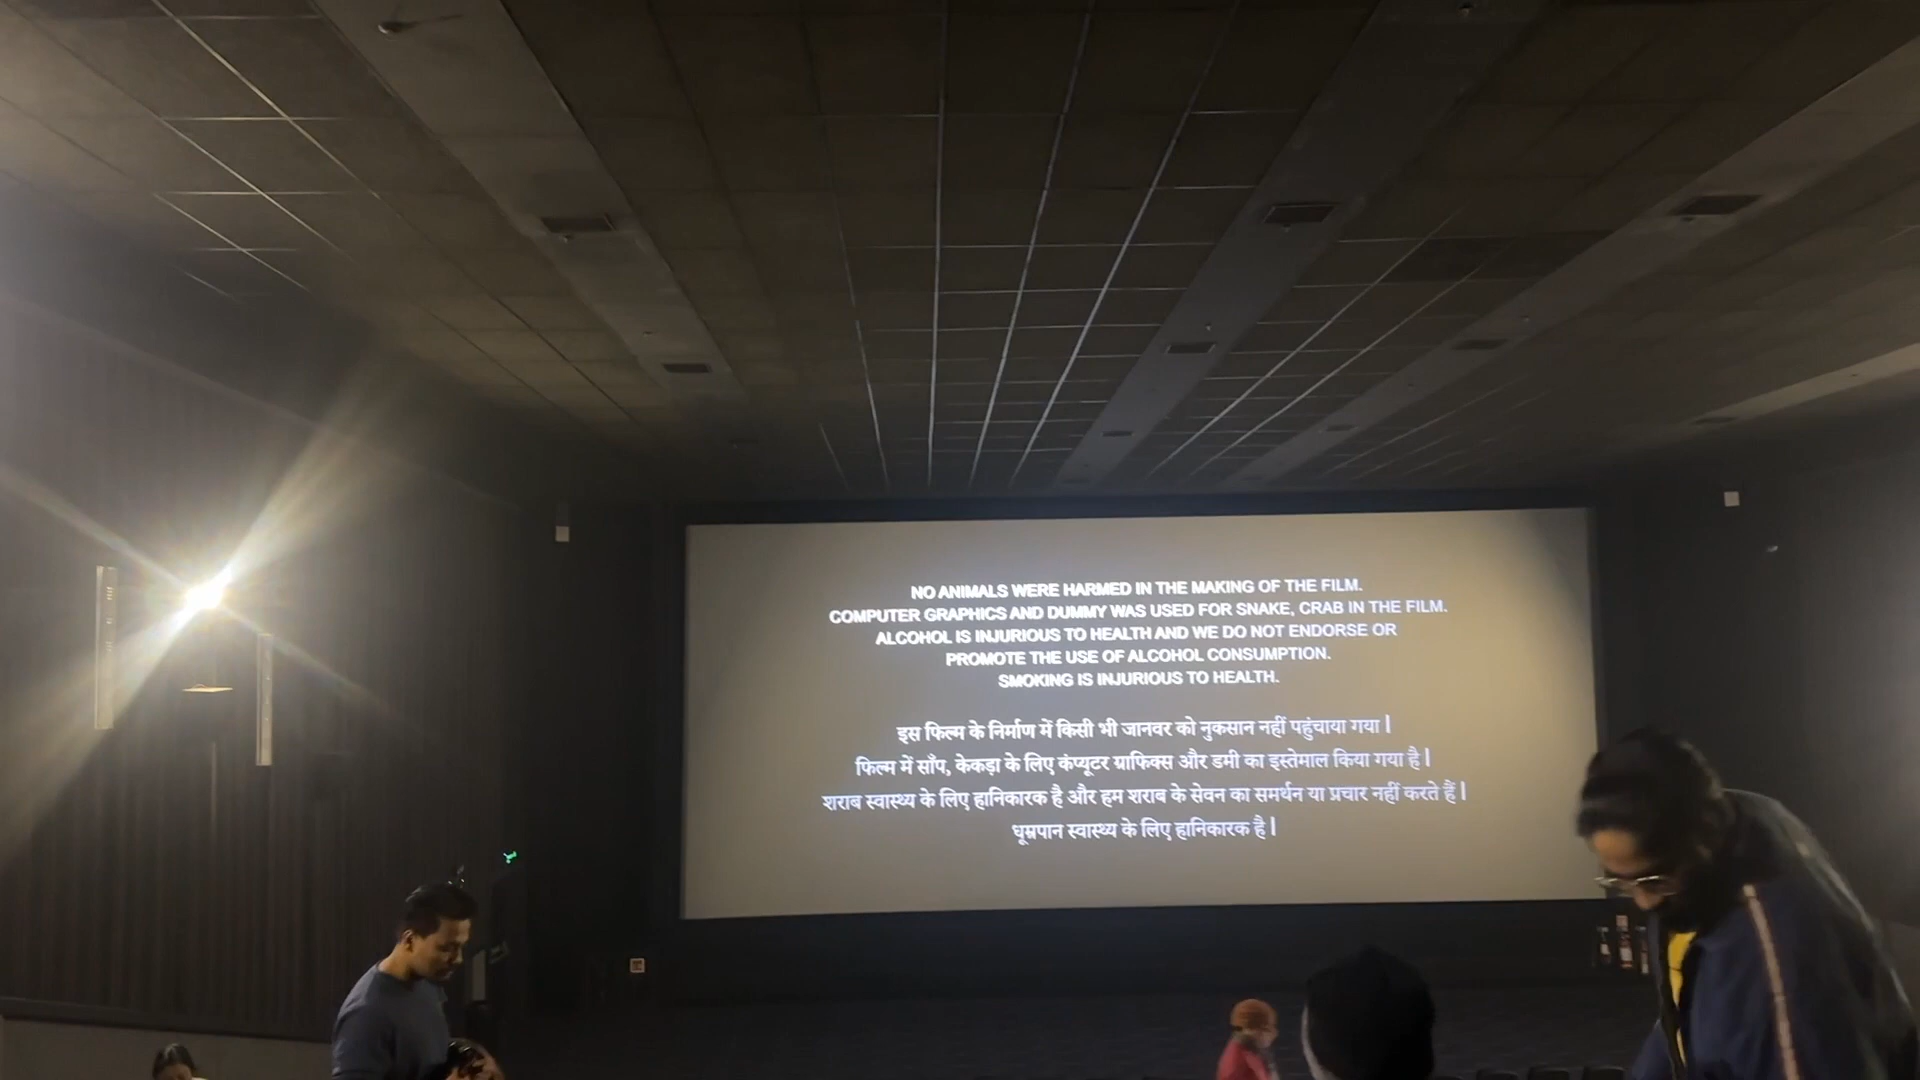 NO ANIMALS WERE HARMED IN THE MAKING OF THE FILM.
COMPUTER GRAPHICS AND DUMMY WAS USED FOR SNAKE, CRAB IN THE FILM.
ALCOHOL IS INJURIOUS TO HEALTH AND WE DO NOT ENDORSE OR
PROMOTE THE USE OF ALCOHOL CONSUMPTION.
SMOKING IS INJURIOUS TO HEALTH.
इस फिल्म के निर्माण में किसी भी जानवर को नुकसान नहीं पहुंचाया गया |
फिल्म में साँप, केकड़ा के लिए कंप्यूटर ग्राफिक्स और डमी का इस्तेमाल किया गया है |
शराब स्वास्थ्य के लिए हानिकारक है और हम शराब के सेवन का समर्थन या प्रचार नहीं करते हैं |
धूम्रपान स्वास्थ्य के लिए हानिकारक है |